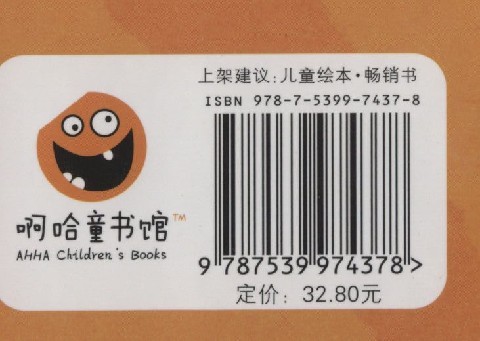 上架建议:儿童绘本·畅销书
ISBN 978-7-5399-7437-8
啊哈童书馆™
AHHA Children's Books
9 787539 974378 >
定价：32.80元